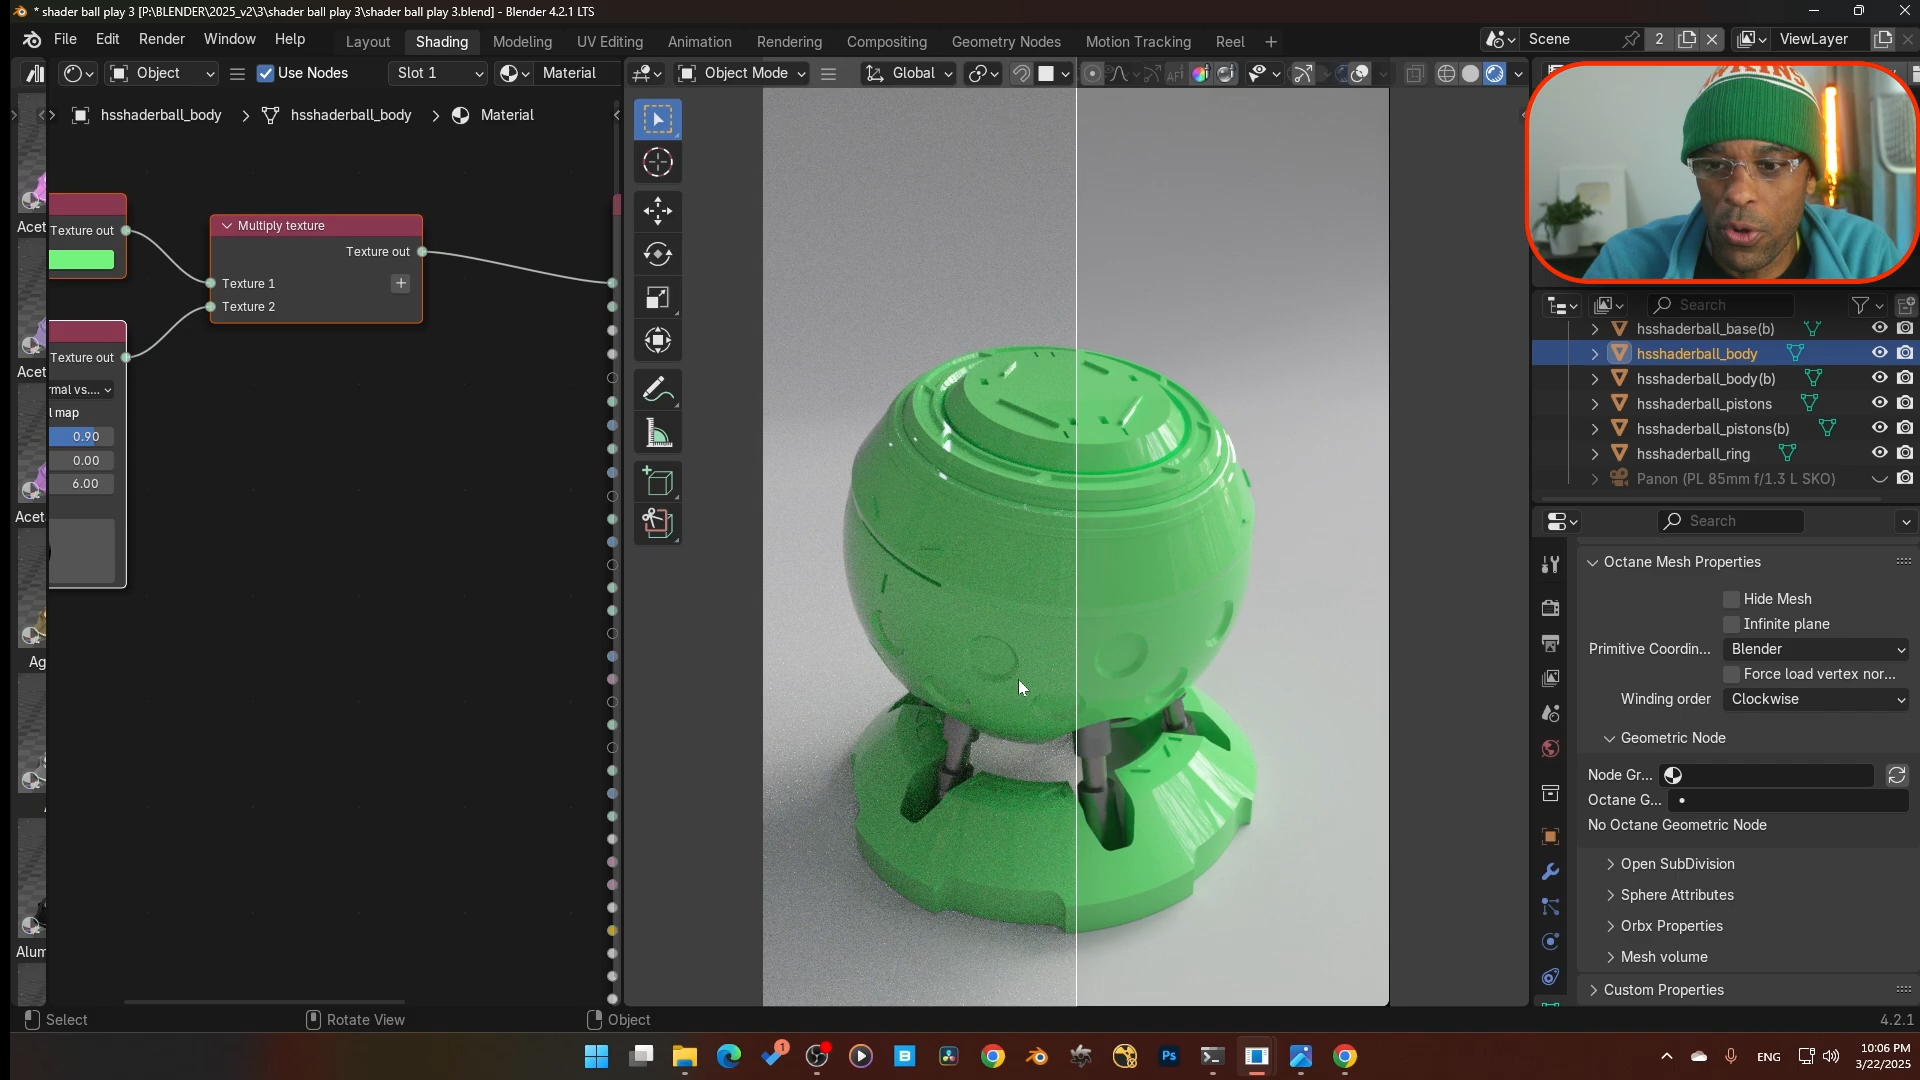 * shader ball play 3 [P:\BLENDER\2025_v2\3\shader ball play 3\shader ball play 3.blend] - Blender 4.2.1 LTS
File Edit Render Window Help
Layout Shading Modeling UV Editing Animation Rendering Compositing Geometry Nodes Motion Tracking Reel +
Scene 2 ViewLayer
Object Use Nodes Slot 1 Material
Object Mode Global
hsshaderball_body > hsshaderball_body > Material
Acet
Acet
Acet
Ag
Alum
Texture out
Texture out
rmal vs....
l map
0.90
0.00
6.00
Multiply texture
Texture out
Texture 1
Texture 2
Search
hsshaderball_base(b)
hsshaderball_body
hsshaderball_body(b)
hsshaderball_pistons
hsshaderball_pistons(b)
hsshaderball_ring
Panon (PL 85mm f/1.3 L SKO)
Search
Octane Mesh Properties
Hide Mesh
Infinite plane
Primitive Coordin... Blender
Force load vertex nor...
Winding order Clockwise
Geometric Node
Node Gr...
Octane G...
No Octane Geometric Node
Open SubDivision
Sphere Attributes
Orbx Properties
Mesh volume
Custom Properties
Select Rotate View Object 4.2.1
1
Ps
ENG
10:06 PM
3/22/2025